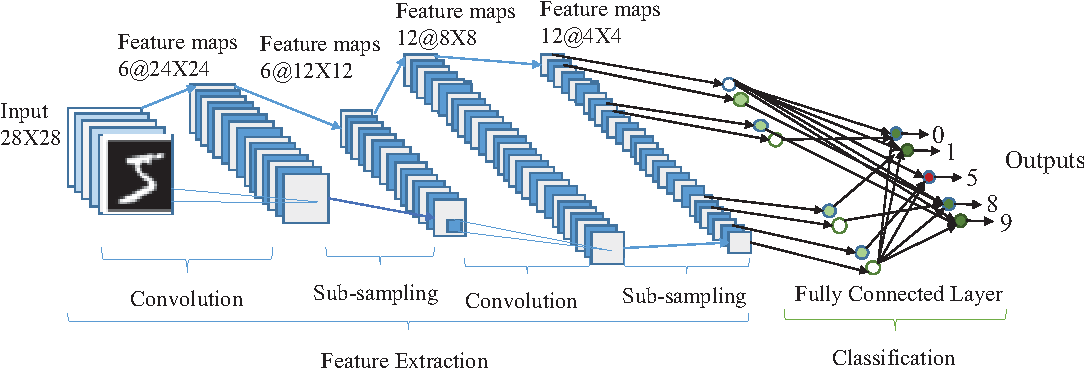 Feature maps
6@24X24
Feature maps
6@12X12
Feature maps
12@8X8
Feature maps
12@4X4
Input
28X28
0
1
5
8
9
Outputs
Convolution
Sub-sampling
Convolution
Sub-sampling
Fully Connected Layer
Feature Extraction
Classification